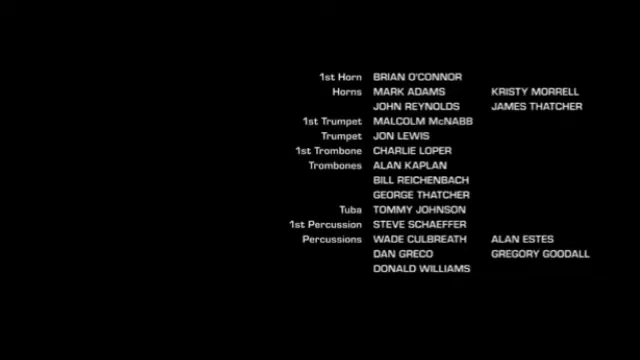 1st Horn BRIAN O'CONNOR
Horns MARK ADAMS KRISTY MORRELL
JOHN REYNOLDS JAMES THATCHER
1st Trumpet MALCOLM McNABB
Trumpet JON LEWIS
1st Trombone CHARLIE LOPER
Trombones ALAN KAPLAN
BILL REICHENBACH
GEORGE THATCHER
Tuba TOMMY JOHNSON
1st Percussion STEVE SCHAEFFER
Percussions WADE CULBREATH ALAN ESTES
DAN GRECO GREGORY GOODALL
DONALD WILLIAMS